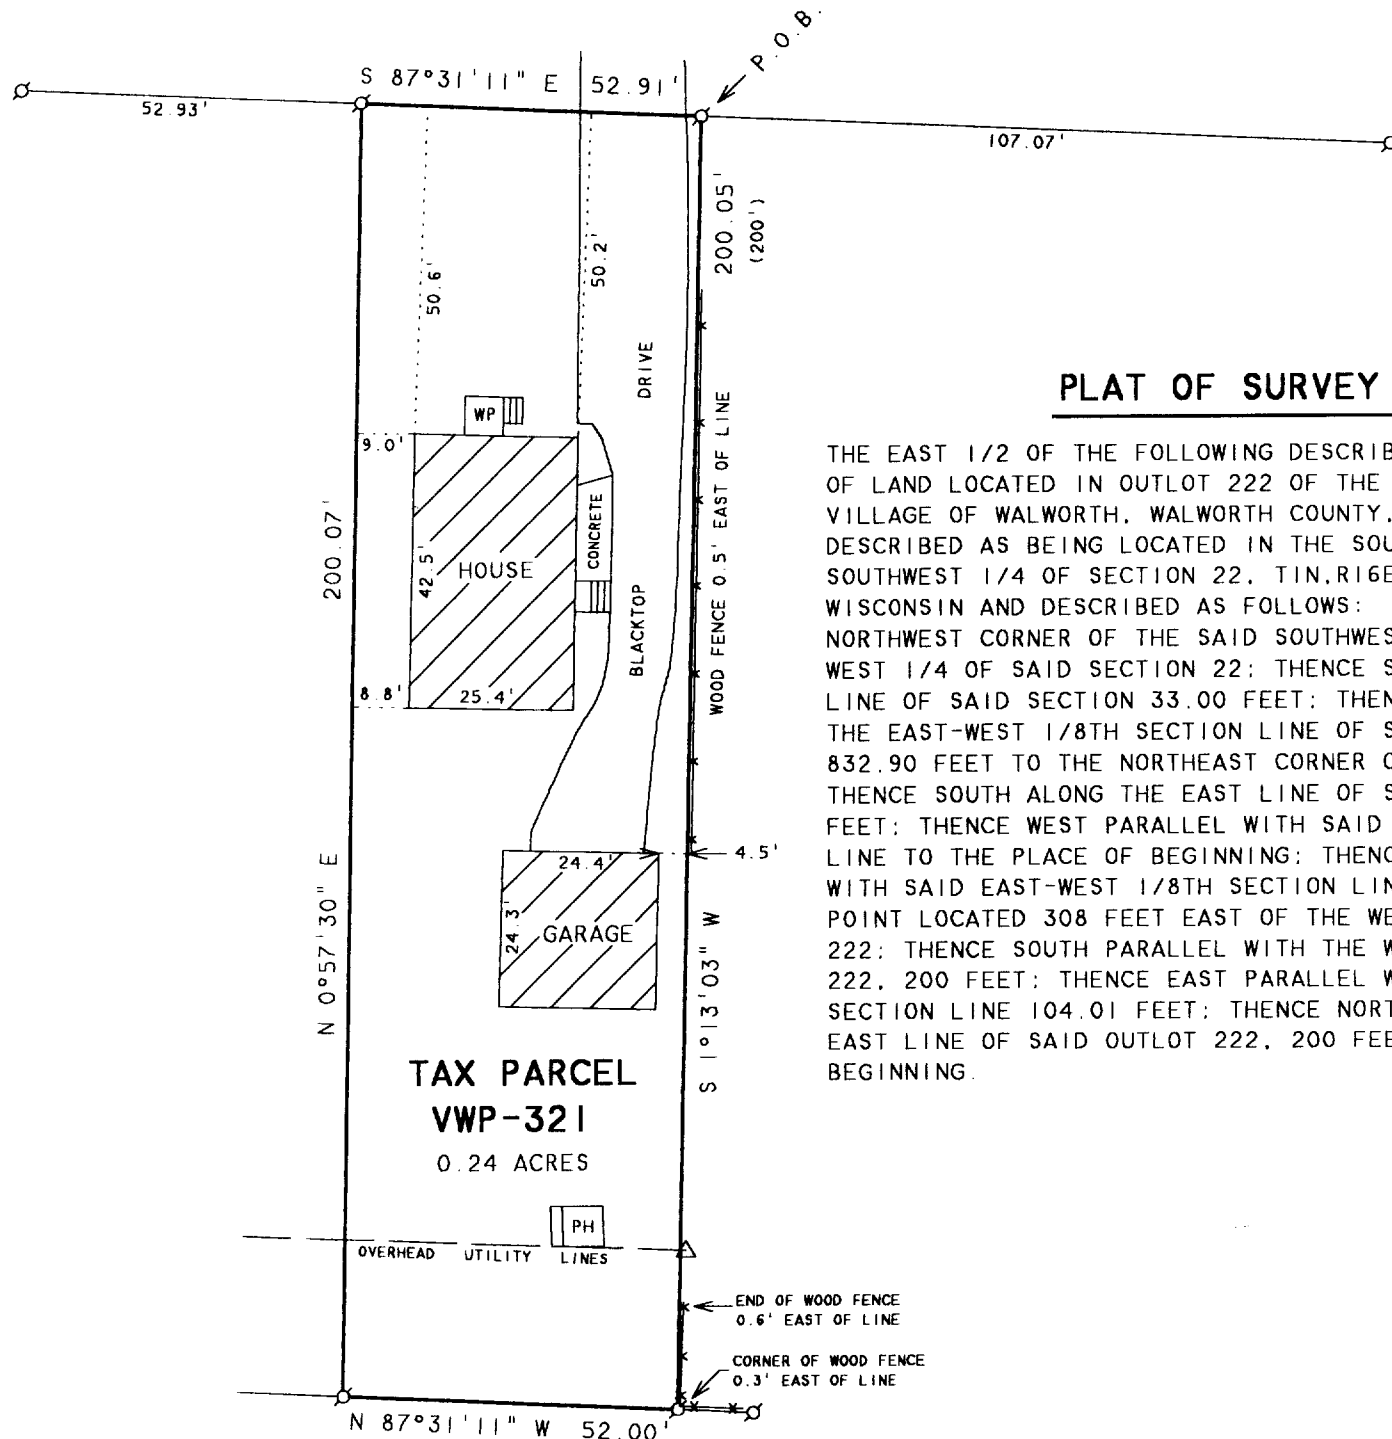 P.O.B.
S 87°31'11" E 52.91'
52.93'
107.07'
200.05'
(200')
50.6'
50.2'
DRIVE
WP
9.0'
WOOD FENCE 0.5' EAST OF LINE
PLAT OF SURVEY
THE EAST 1/2 OF THE FOLLOWING DESCRIB
OF LAND LOCATED IN OUTLOT 222 OF THE
VILLAGE OF WALWORTH, WALWORTH COUNTY,
DESCRIBED AS BEING LOCATED IN THE SOU
SOUTHWEST 1/4 OF SECTION 22, T1N,R16E
WISCONSIN AND DESCRIBED AS FOLLOWS:
NORTHWEST CORNER OF THE SAID SOUTHWES
WEST 1/4 OF SAID SECTION 22; THENCE S
LINE OF SAID SECTION 33.00 FEET; THEN
THE EAST-WEST 1/8TH SECTION LINE OF S
832.90 FEET TO THE NORTHEAST CORNER O
THENCE SOUTH ALONG THE EAST LINE OF S
FEET; THENCE WEST PARALLEL WITH SAID
LINE TO THE PLACE OF BEGINNING; THENC
WITH SAID EAST-WEST 1/8TH SECTION LIN
POINT LOCATED 308 FEET EAST OF THE WE
222; THENCE SOUTH PARALLEL WITH THE W
222, 200 FEET; THENCE EAST PARALLEL W
SECTION LINE 104.01 FEET; THENCE NORT
EAST LINE OF SAID OUTLOT 222, 200 FEE
BEGINNING.
200.07'
42.5'
HOUSE
CONCRETE
BLACKTOP
8.8'
25.4'
24.4'
4.5'
24.3'
GARAGE
N 0°57'30" E
S 1°13'03" W
TAX PARCEL
VWP-321
0.24 ACRES
PH
OVERHEAD UTILITY LINES
END OF WOOD FENCE
0.6' EAST OF LINE
CORNER OF WOOD FENCE
0.3' EAST OF LINE
N 87°31'11" W 52.00'